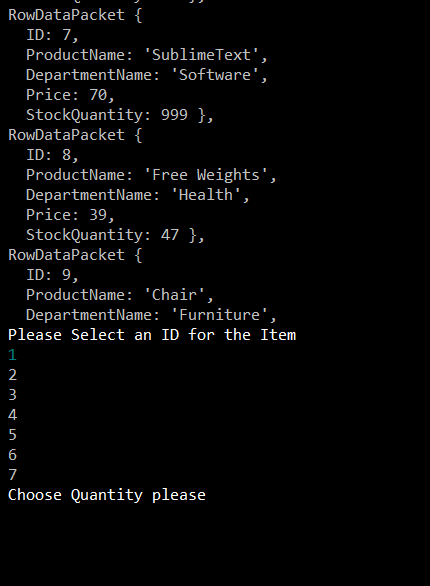 RowDataPacket {
ID: 7,
ProductName: 'SublimeText',
DepartmentName: 'Software',
Price: 70,
StockQuantity: 999 },
RowDataPacket {
ID: 8,
ProductName: 'Free Weights',
DepartmentName: 'Health',
Price: 39,
StockQuantity: 47 },
RowDataPacket {
ID: 9,
ProductName: 'Chair',
DepartmentName: 'Furniture',
Please Select an ID for the Item
1
2
3
4
5
6
7
Choose Quantity please